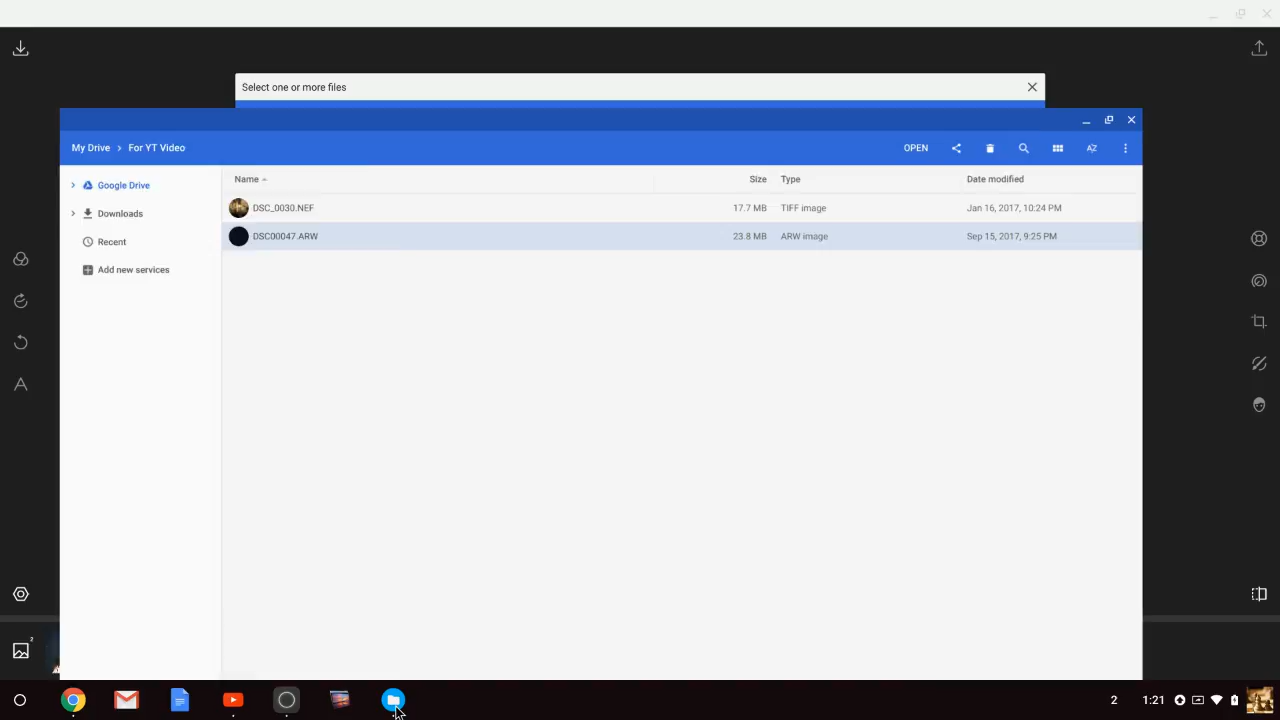 Select one or more files
My Drive > For YT Video
OPEN
Google Drive
Downloads
Recent
Add new services
Name Size Type Date modified
DSC_0030.NEF 17.7 MB TIFF image Jan 16, 2017, 10:24 PM
DSC00047.ARW 23.8 MB ARW image Sep 15, 2017, 9:25 PM
2
2 1:21